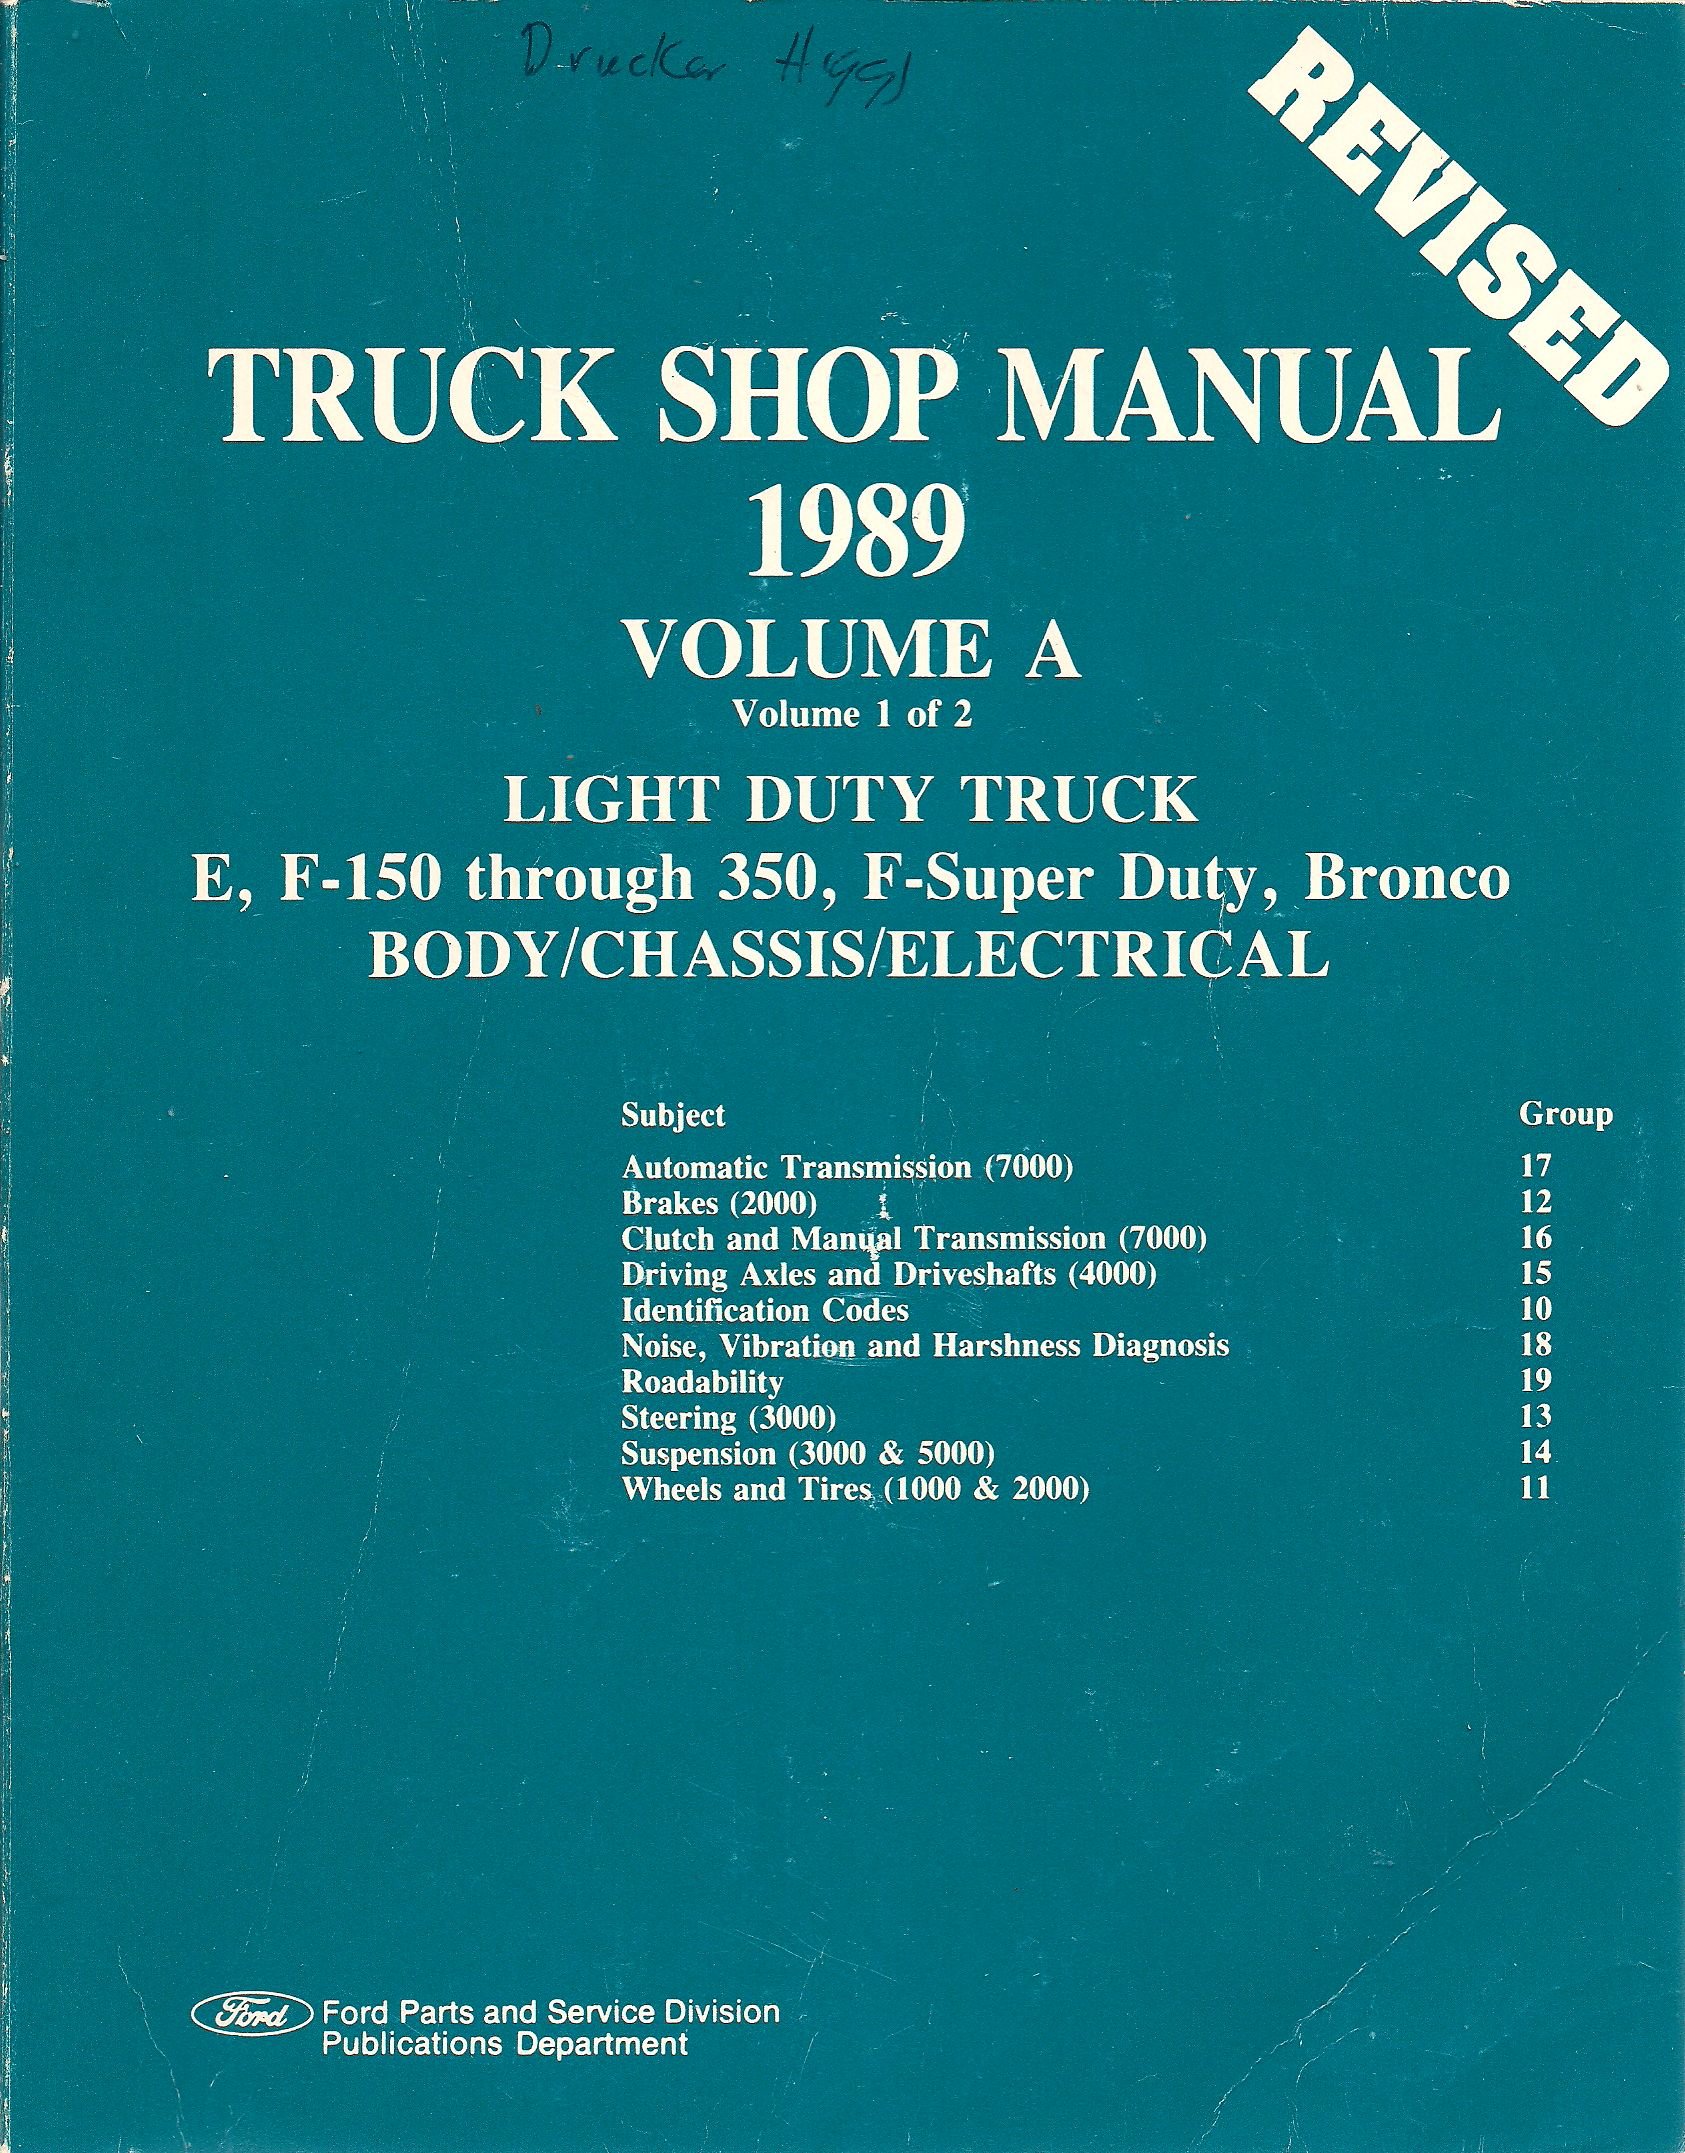 Drucker Higgs
REVISED
TRUCK SHOP MANUAL
1989
VOLUME A
Volume 1 of 2
LIGHT DUTY TRUCK
E, F-150 through 350, F-Super Duty, Bronco
BODY/CHASSIS/ELECTRICAL
Subject Group
Automatic Transmission (7000) 17
Brakes (2000) 12
Clutch and Manual Transmission (7000) 16
Driving Axles and Driveshafts (4000) 15
Identification Codes 10
Noise, Vibration and Harshness Diagnosis 18
Roadability 19
Steering (3000) 13
Suspension (3000 & 5000) 14
Wheels and Tires (1000 & 2000) 11
Ford Ford Parts and Service Division
Publications Department